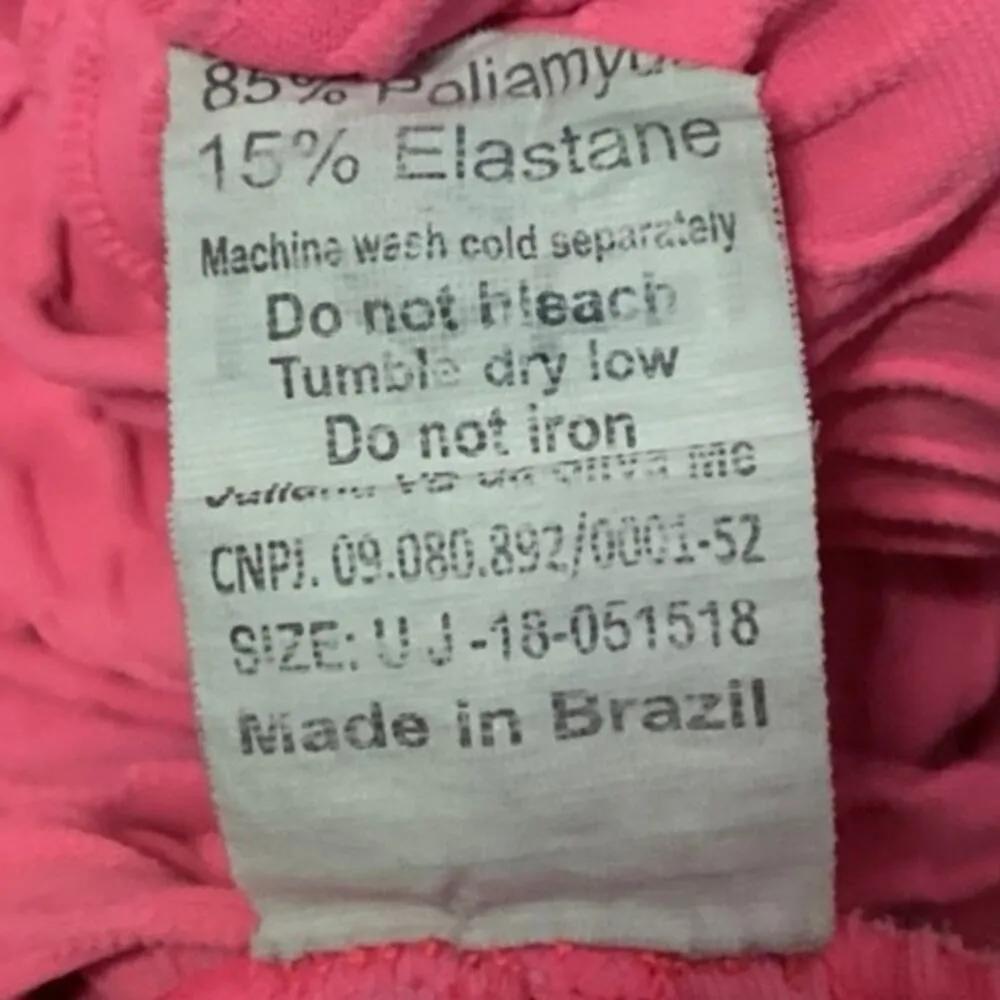 85%
15% Elastane
Machine wash cold separately
Do not bleach
Tumble dry low
Do not iron
me
CNPJ. 09.080.892/0001-52
SIZE: U J -18-051518
Made in Brazil